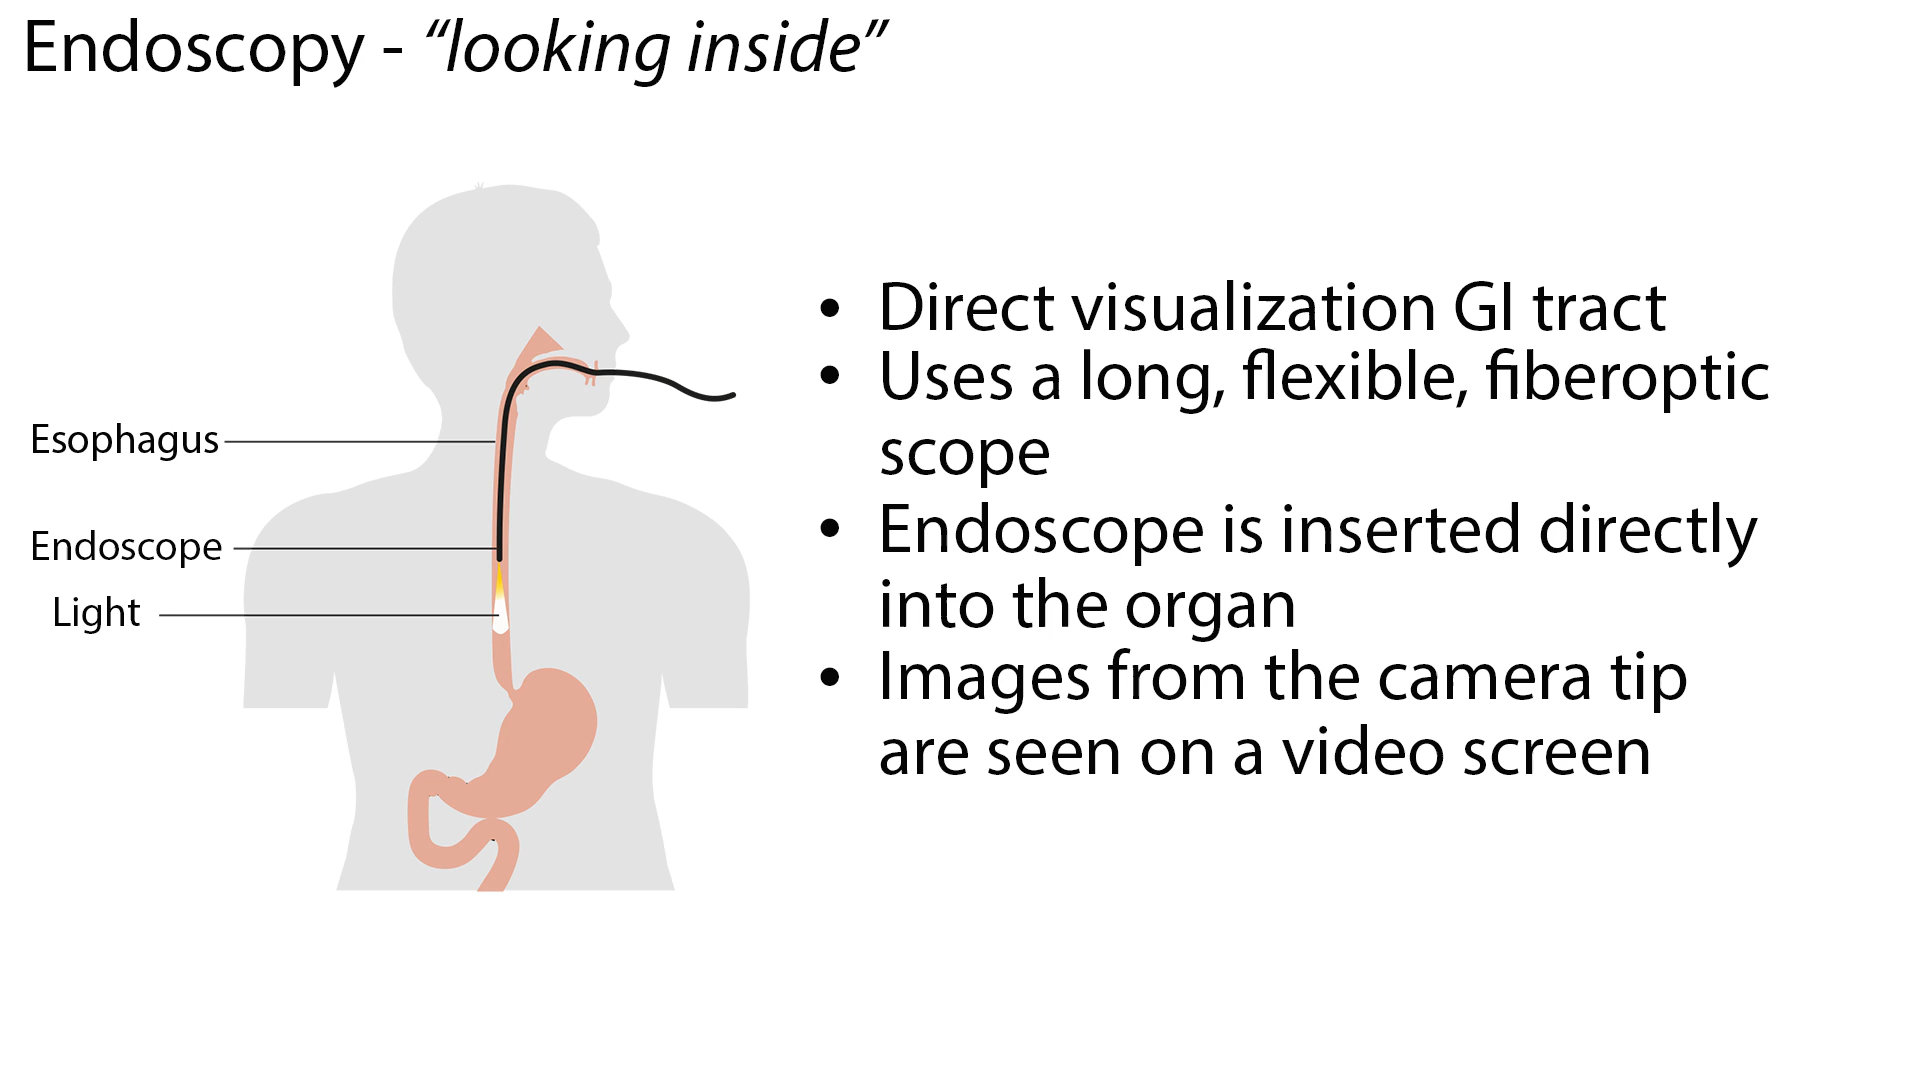 Endoscopy - “looking inside”
Esophagus
Endoscope
Light
• Direct visualization GI tract
• Uses a long, flexible, fiberoptic
scope
• Endoscope is inserted directly
into the organ
• Images from the camera tip
are seen on a video screen